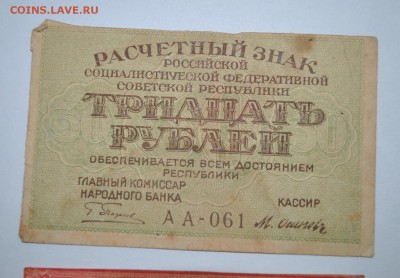 COINS.LAVE.RU
РАСЧЕТНЫЙ ЗНАК
РОССИЙСКОЙ
СОЦИАЛИСТИЧЕСКОЙ ФЕДЕРАТИВНОЙ
СОВЕТСКОЙ РЕСПУБЛИКИ
ТРИДЦАТЬ
РУБЛЕЙ
ОБЕСПЕЧИВАЕТСЯ ВСЕМ ДОСТОЯНИЕМ
РЕСПУБЛИКИ
ГЛАВНЫЙ КОМИССАР
НАРОДНОГО БАНКА
КАССИР
АА-061